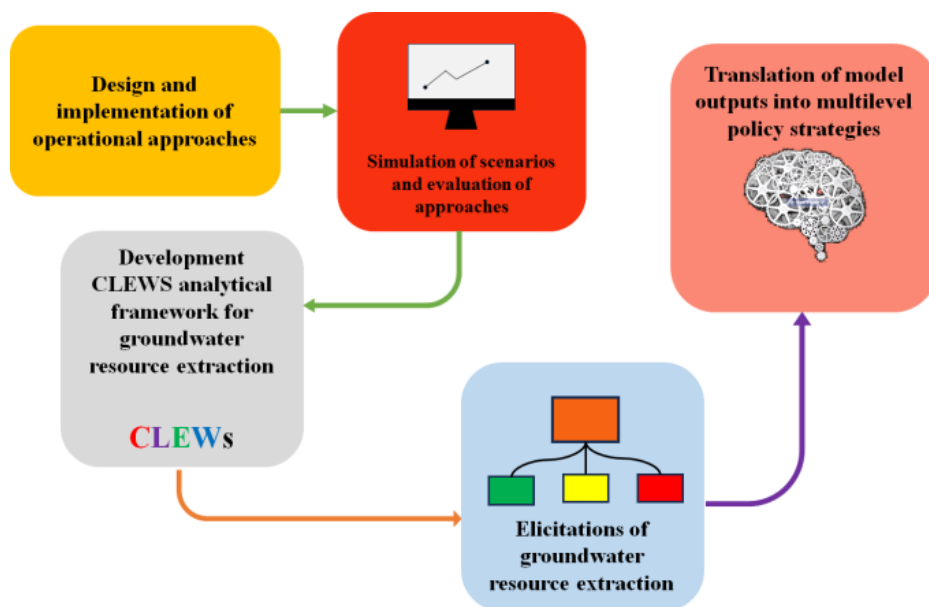 Design and
implementation of
operational approaches
Simulation of scenarios
and evaluation of
approaches
Development
CLEWS analytical
framework for
groundwater
resource extraction
CLEWs
Elicitations of
groundwater
resource extraction
Translation of model
outputs into multilevel
policy strategies